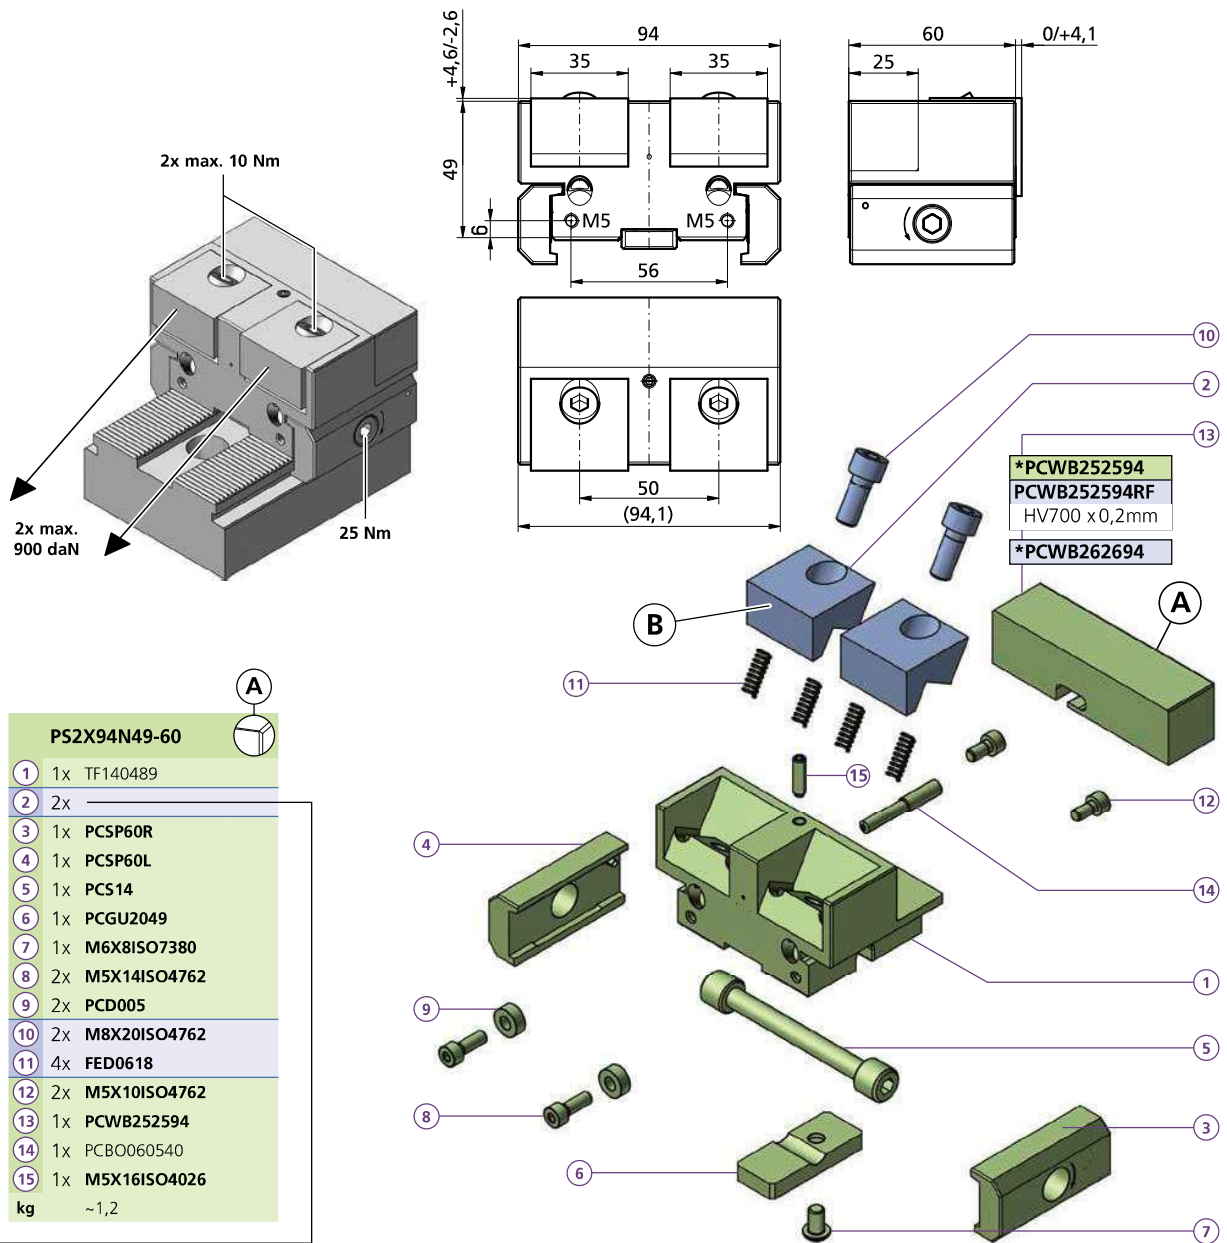 +4,6/-2,6
94
60
0/+4,1
35
35
25
49
6
M5
M5
56
2x max. 10 Nm
2x max.
900 daN
25 Nm
50
(94,1)
10
2
13
*PCWB252594
PCWB252594RF
HV700 x 0,2mm
*PCWB262694
A
B
11
15
12
4
14
1
9
5
8
3
6
7
A
PS2X94N49-60
1 1x TF140489
2 2x
3 1x PCSP60R
4 1x PCSP60L
5 1x PCS14
6 1x PCGU2049
7 1x M6X8ISO7380
8 2x M5X14ISO4762
9 2x PCD005
10 2x M8X20ISO4762
11 4x FED0618
12 2x M5X10ISO4762
13 1x PCWB252594
14 1x PCBO060540
15 1x M5X16ISO4026
kg ~1,2